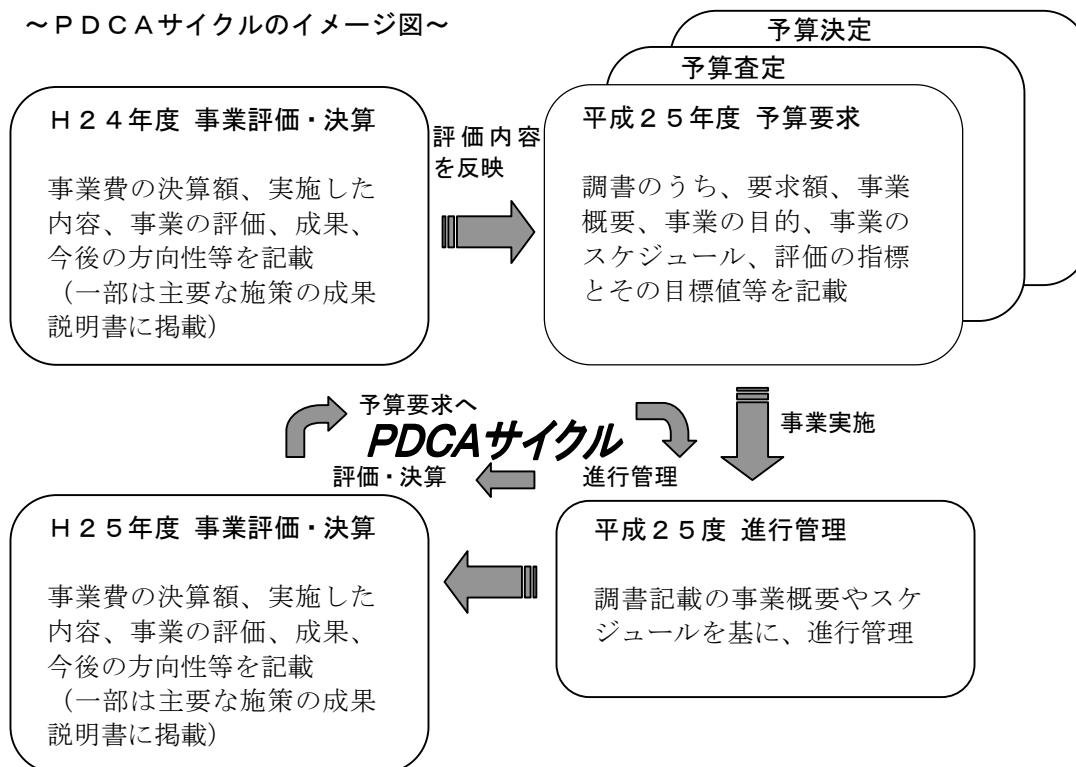 ～ＰＤＣＡサイクルのイメージ図～
予算決定
予算査定
Ｈ２４年度 事業評価・決算
事業費の決算額、実施した
内容、事業の評価、成果、
今後の方向性等を記載
（一部は主要な施策の成果
説明書に掲載）
評価内容
を反映
平成２５年度 予算要求
調書のうち、要求額、事業
概要、事業の目的、事業の
スケジュール、評価の指標
とその目標値等を記載
予算要求へ
PDCAサイクル
評価・決算
進行管理
事業実施
Ｈ２５年度 事業評価・決算
事業費の決算額、実施した
内容、事業の評価、成果、
今後の方向性等を記載
（一部は主要な施策の成果
説明書に掲載）
平成２５度 進行管理
調書記載の事業概要やスケ
ジュールを基に、進行管理